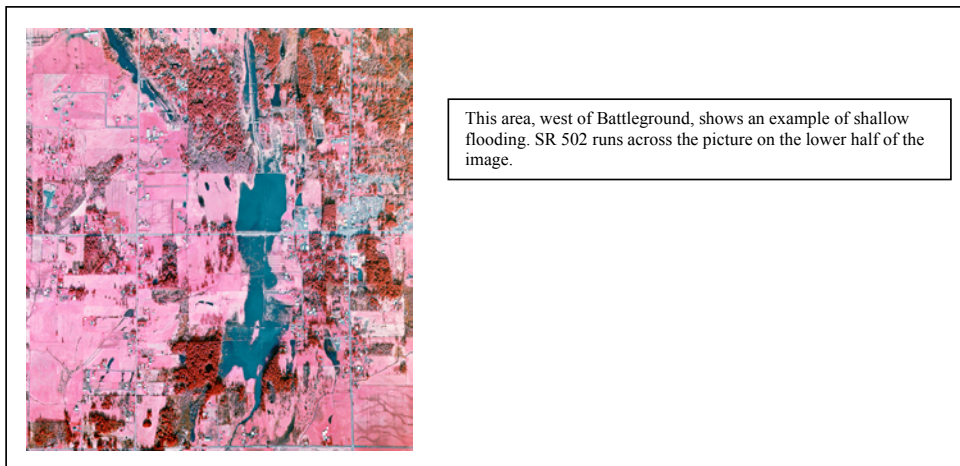 This area, west of Battleground, shows an example of shallow
flooding. SR 502 runs across the picture on the lower half of the
image.